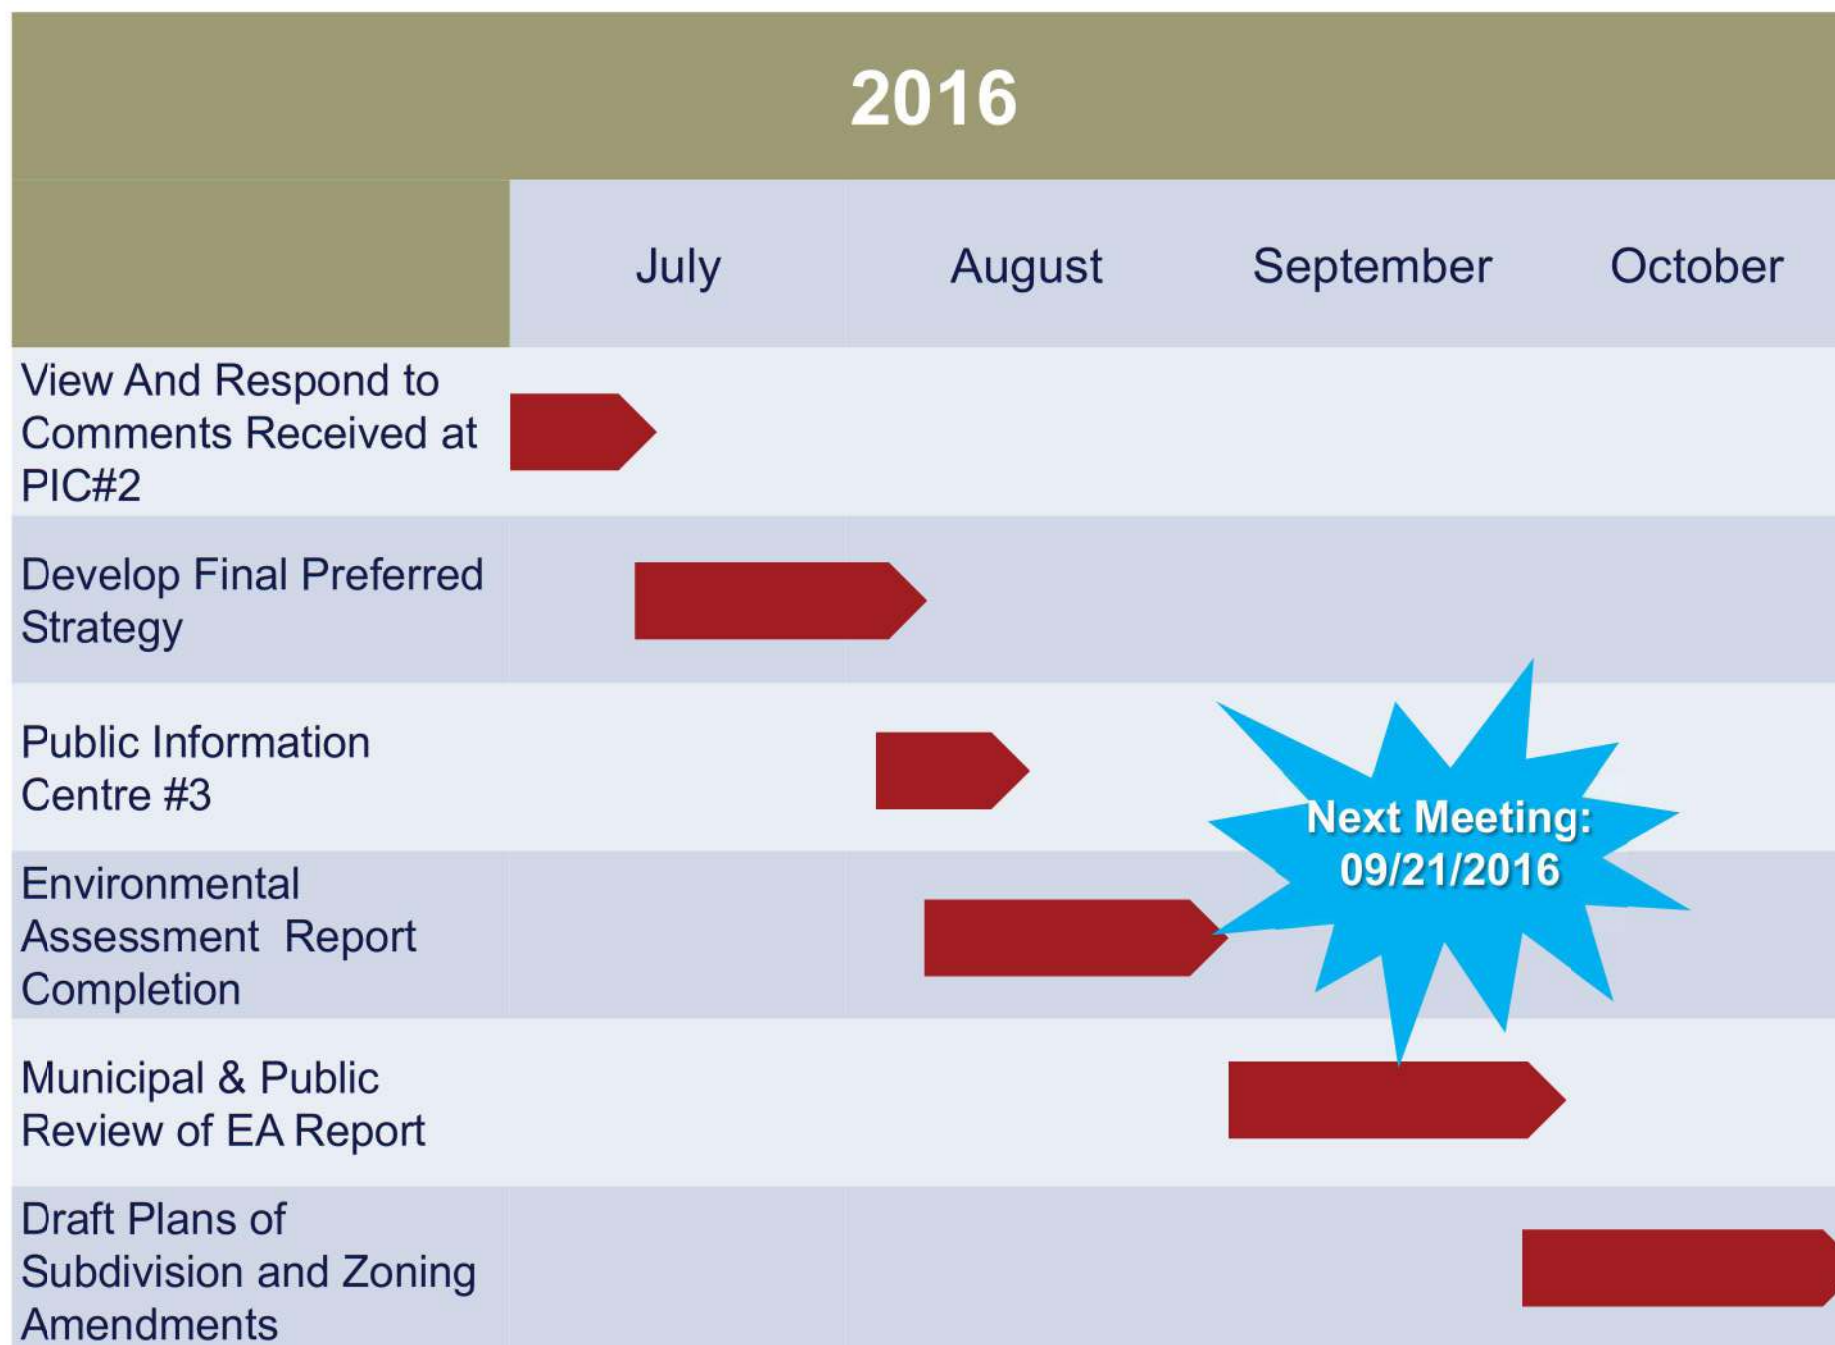 2016
July August September October
View And Respond to
Comments Received at
PIC#2
Develop Final Preferred
Strategy
Public Information
Centre #3
Next Meeting:
09/21/2016
Environmental
Assessment  Report
Completion
Municipal & Public
Review of EA Report
Draft Plans of
Subdivision and Zoning
Amendments